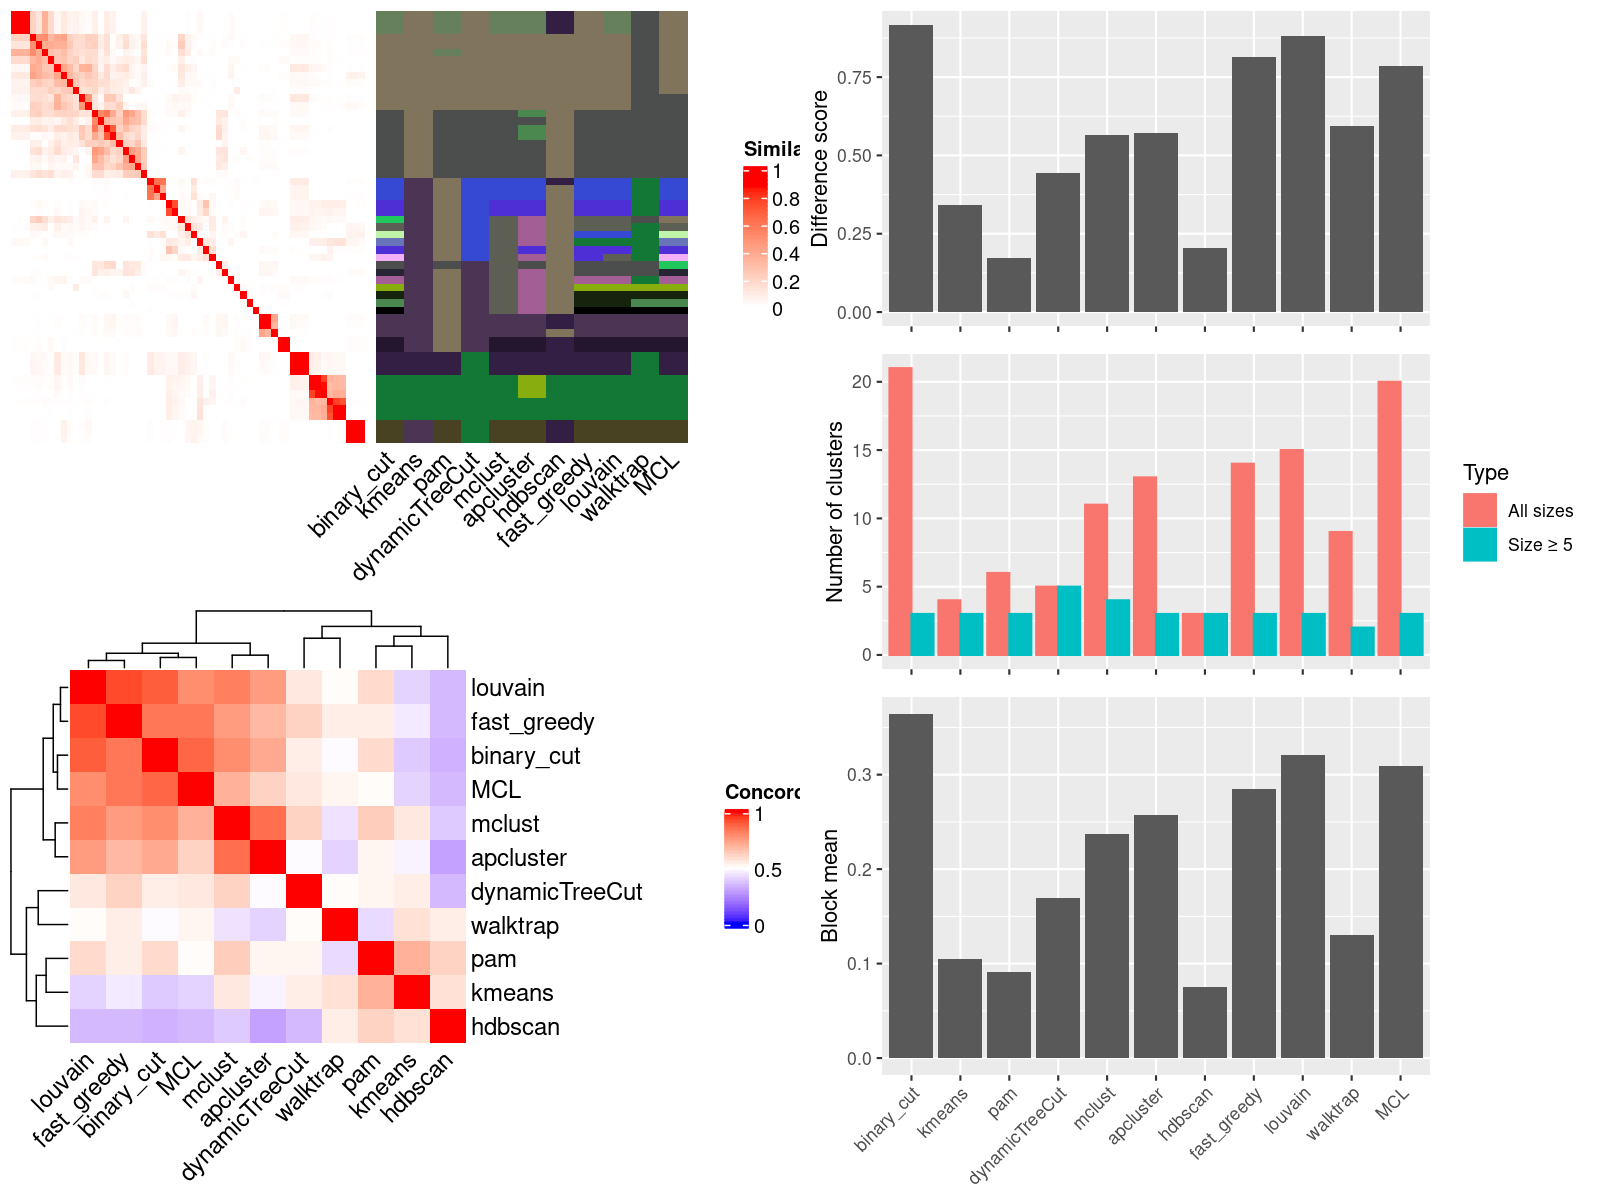 Simila
1
0.8
0.6
0.4
0.2
0
binary_cut
kmeans
pam
dynamicTreeCut
mclust
apcluster
hdbscan
fast_greedy
louvain
walktrap
MCL
louvain
fast_greedy
binary_cut
MCL
mclust
apcluster
dynamicTreeCut
walktrap
pam
kmeans
hdbscan
louvain
fast_greedy
binary_cut
MCL
mclust
apcluster
dynamicTreeCut
walktrap
pam
kmeans
hdbscan
Concord
1
0.5
0
Difference score
0.75
0.50
0.25
0.00
Number of clusters
20
15
10
5
0
Type
All sizes
Size ≥ 5
Block mean
0.3
0.2
0.1
0.0
binary_cut
kmeans
pam
dynamicTreeCut
mclust
apcluster
hdbscan
fast_greedy
louvain
walktrap
MCL